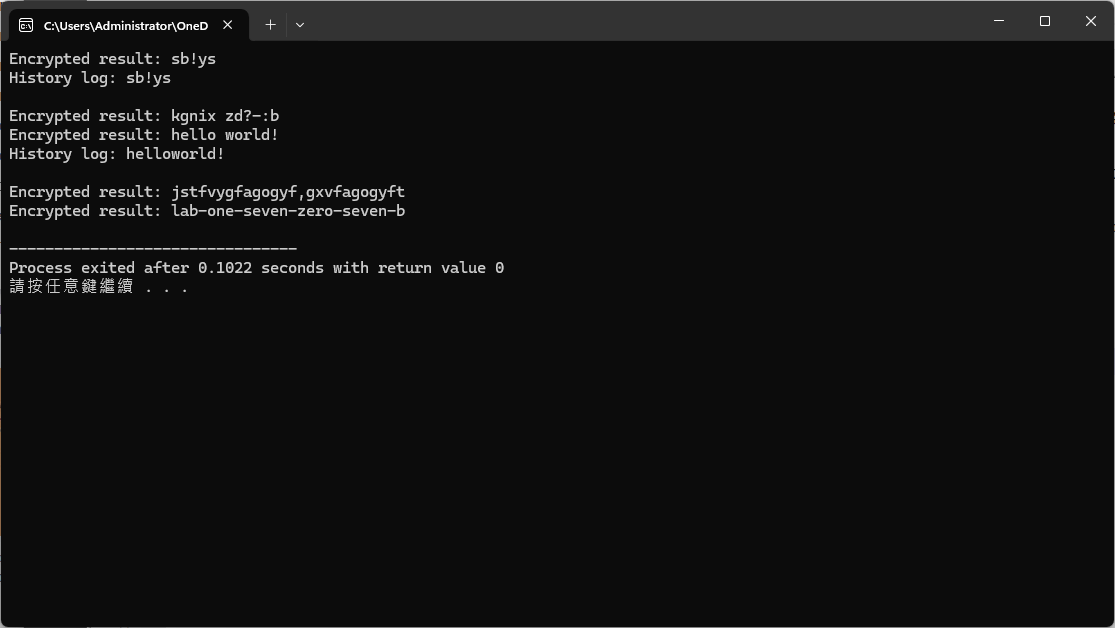 C:\Users\Administrator\OneD
Encrypted result: sb!ys
History log: sb!ys
Encrypted result: kgnix zd?-:b
Encrypted result: hello world!
History log: helloworld!
Encrypted result: jstfvygfagogyf,gxvfagogyft
Encrypted result: lab-one-seven-zero-seven-b
--------------------------------
Process exited after 0.1022 seconds with return value 0
請按任意鍵繼續 . . .